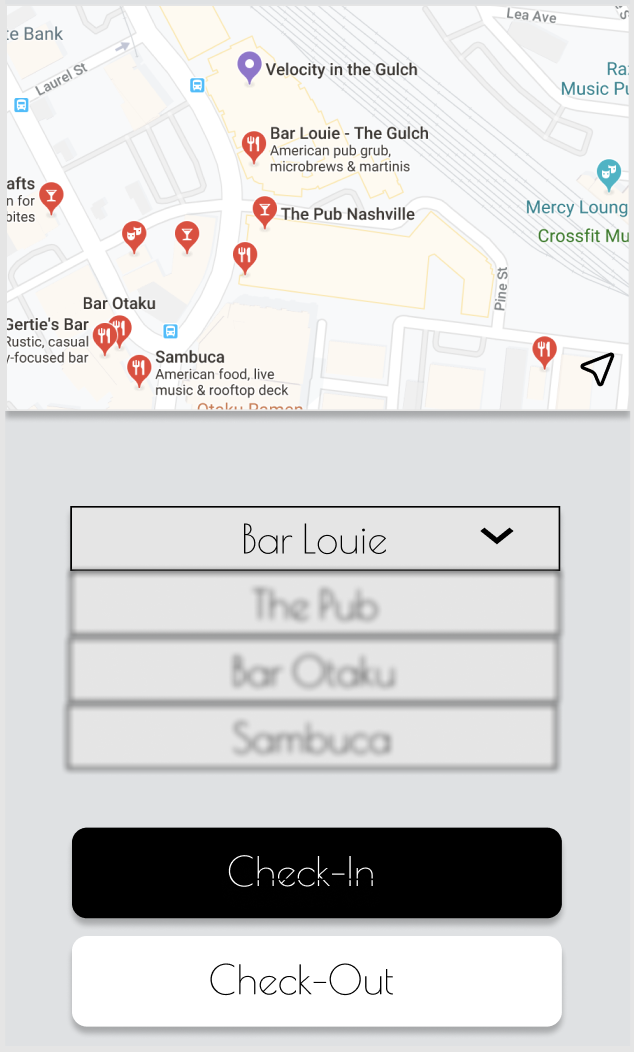 te Bank
Lea Ave
Laurel St
Velocity in the Gulch
Ra
Music Pu
Bar Louie - The Gulch
American pub grub,
microbrews & martinis
afts
n for
bites
The Pub Nashville
Mercy Loung
Crossfit Mu
Pine St
Bar Otaku
Gertie's Bar
Rustic, casual
y-focused bar
Sambuca
American food, live
music & rooftop deck
Otaku Ramen
Bar Louie
The Pub
Bar Otaku
Sambuca
Check-In
Check-Out